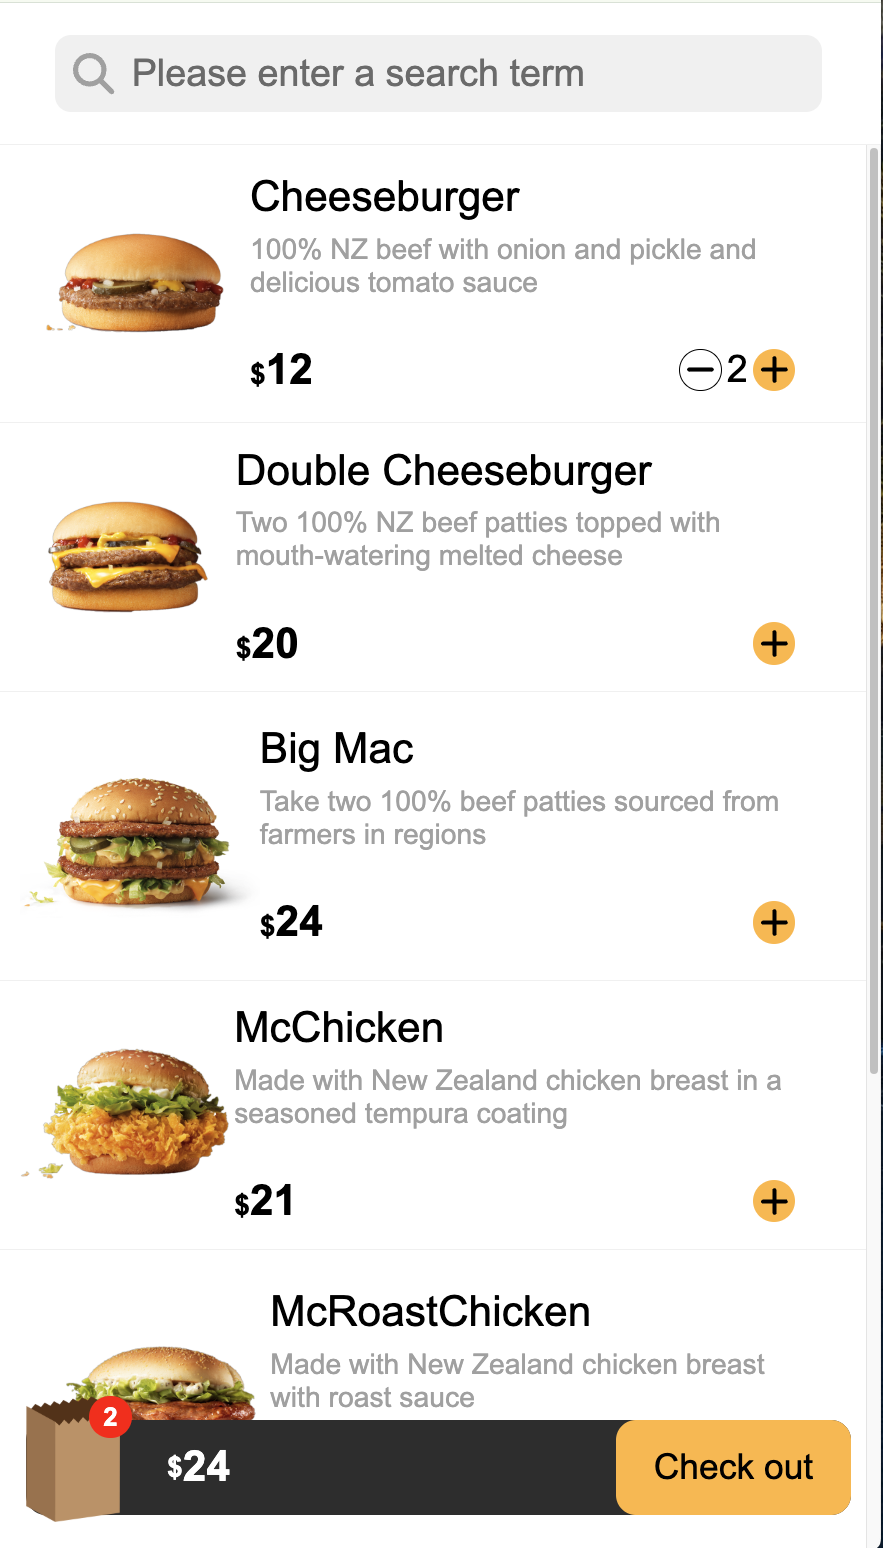 Please enter a search term
Cheeseburger
100% NZ beef with onion and pickle and
delicious tomato sauce
$12
2
Double Cheeseburger
Two 100% NZ beef patties topped with
mouth-watering melted cheese
$20
Big Mac
Take two 100% beef patties sourced from
farmers in regions
$24
McChicken
Made with New Zealand chicken breast in a
seasoned tempura coating
$21
McRoastChicken
Made with New Zealand chicken breast
with roast sauce
2
$24
Check out